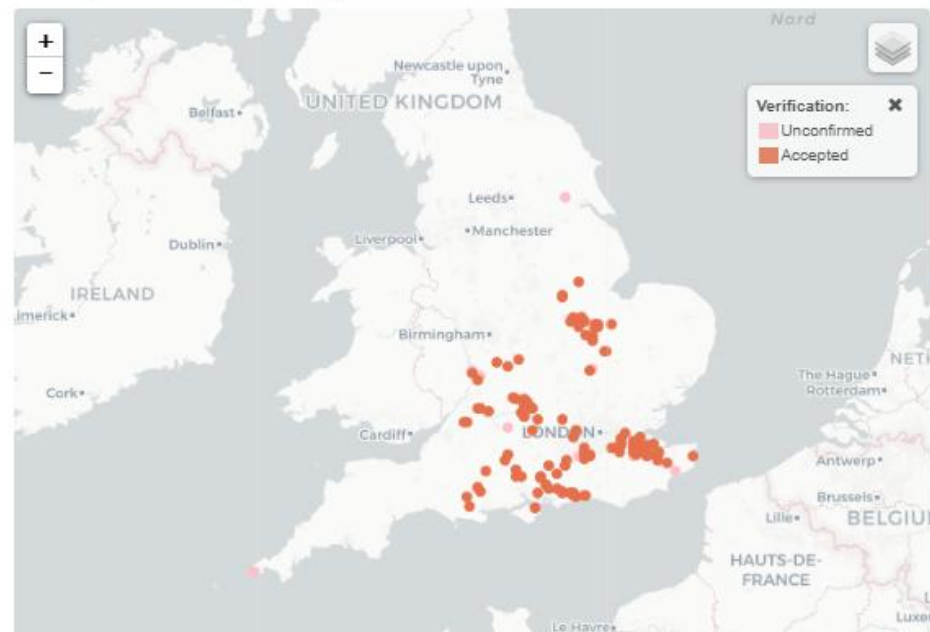 Nord
+
−
Newcastle upon
Tyne
UNITED KINGDOM
Belfast
Verification:
Unconfirmed
Accepted
Leeds
Manchester
Liverpool
Dublin
IRELAND
imerick
Birmingham
NETH
The Hague
Rotterdam
Cork
Cardiff
LONDON
Antwerp
Brussels
Lille
BELGIU
HAUTS-DE-
FRANCE
L
Luxe
Le Havre